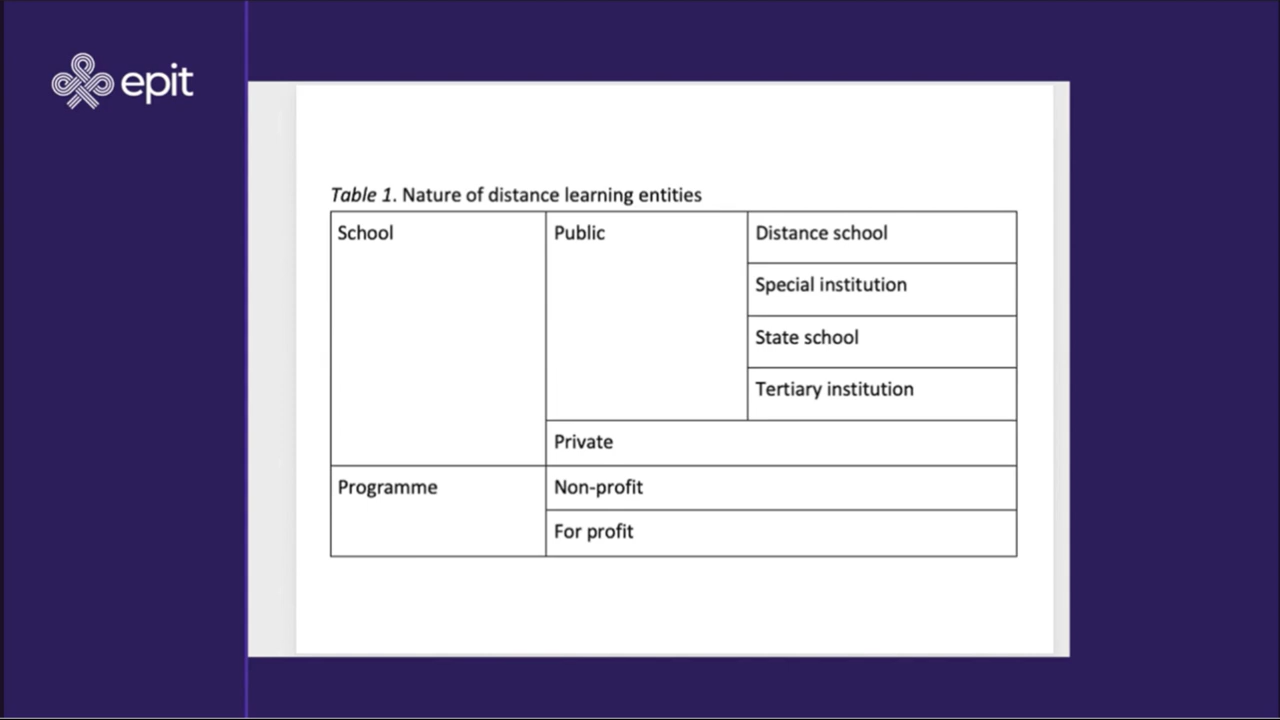 epit
Table 1. Nature of distance learning entities
School
Public
Distance school
Special institution
State school
Tertiary institution
Private
Programme
Non-profit
For profit